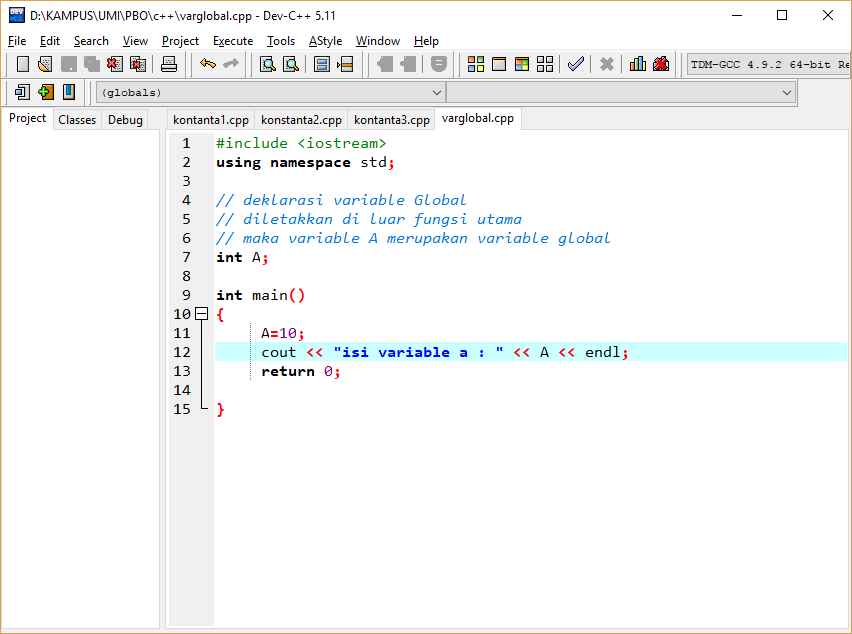 D:\KAMPUS\UMI\PBO\c++\varglobal.cpp - Dev-C++ 5.11
File Edit Search View Project Execute Tools AStyle Window Help
TDM-GCC 4.9.2 64-bit Re
(globals)
Project Classes Debug
kontanta1.cpp konstanta2.cpp kontanta3.cpp varglobal.cpp
1 #include <iostream>
2 using namespace std;
3
4 // deklarasi variable Global
5 // diletakkan di luar fungsi utama
6 // maka variable A merupakan variable global
7 int A;
8
9 int main()
10 {
11 A=10;
12 cout << "isi variable a : " << A << endl;
13 return 0;
14
15 }